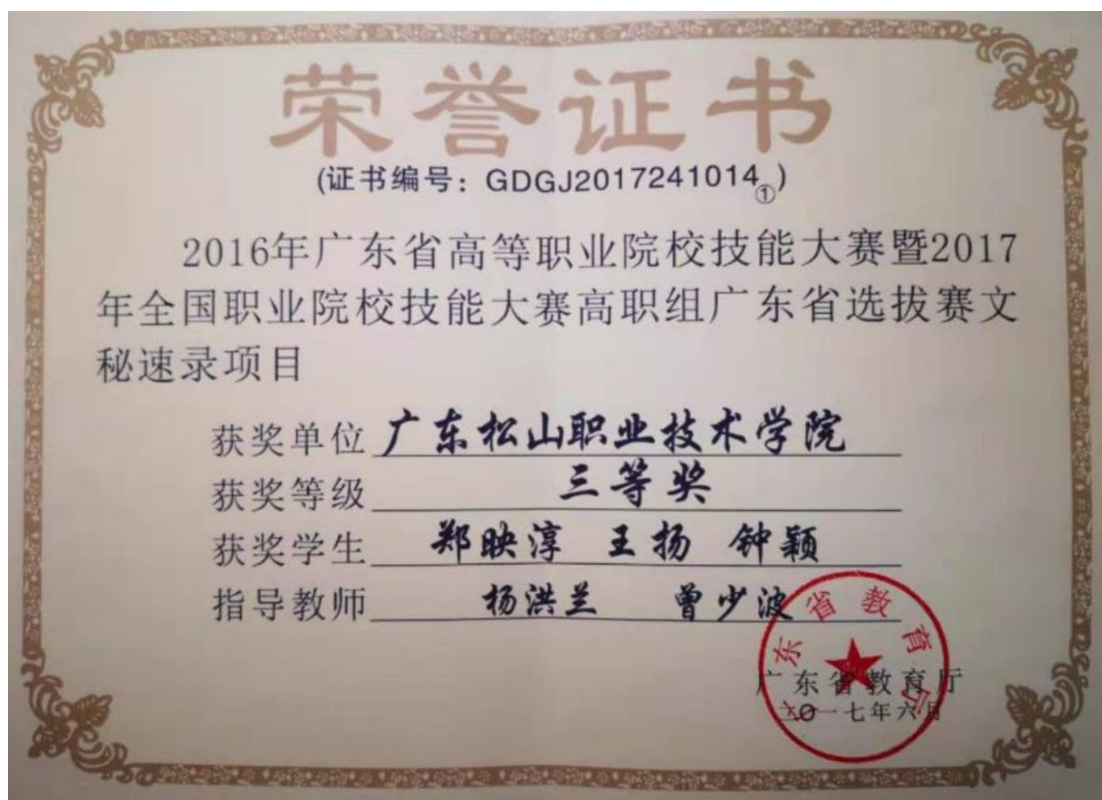 荣誉证书
(证书编号：GDGJ2017241014①)
2016年广东省高等职业院校技能大赛暨2017
年全国职业院校技能大赛高职组广东省选拔赛文
秘速录项目
获奖单位 广东松山职业技术学院
获奖等级 三等奖
获奖学生 郑映淳 王扬 钟颖
指导教师 杨洪兰 曾少波
广东省教育厅
广东省教育厅
二〇一七年六月